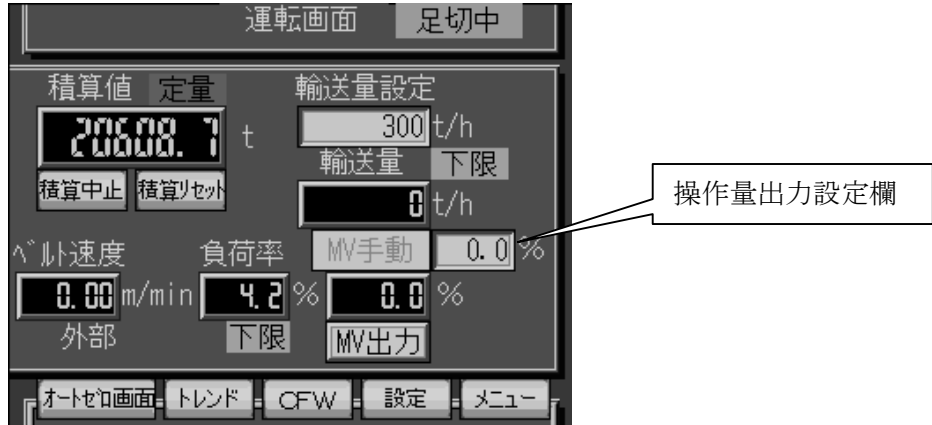 運転画面 足切中
積算値 定量 輸送量設定
20608.7 t 300 t/h
輸送量 下限
積算中止 積算リセット 0 t/h
操作量出力設定欄
MV手動 0.0 %
ベルト速度 負荷率
0.00 m/min 4.2 % 0.0 %
外部 下限 MV出力
オートゼロ画面 トレンド CFW 設定 メニュー